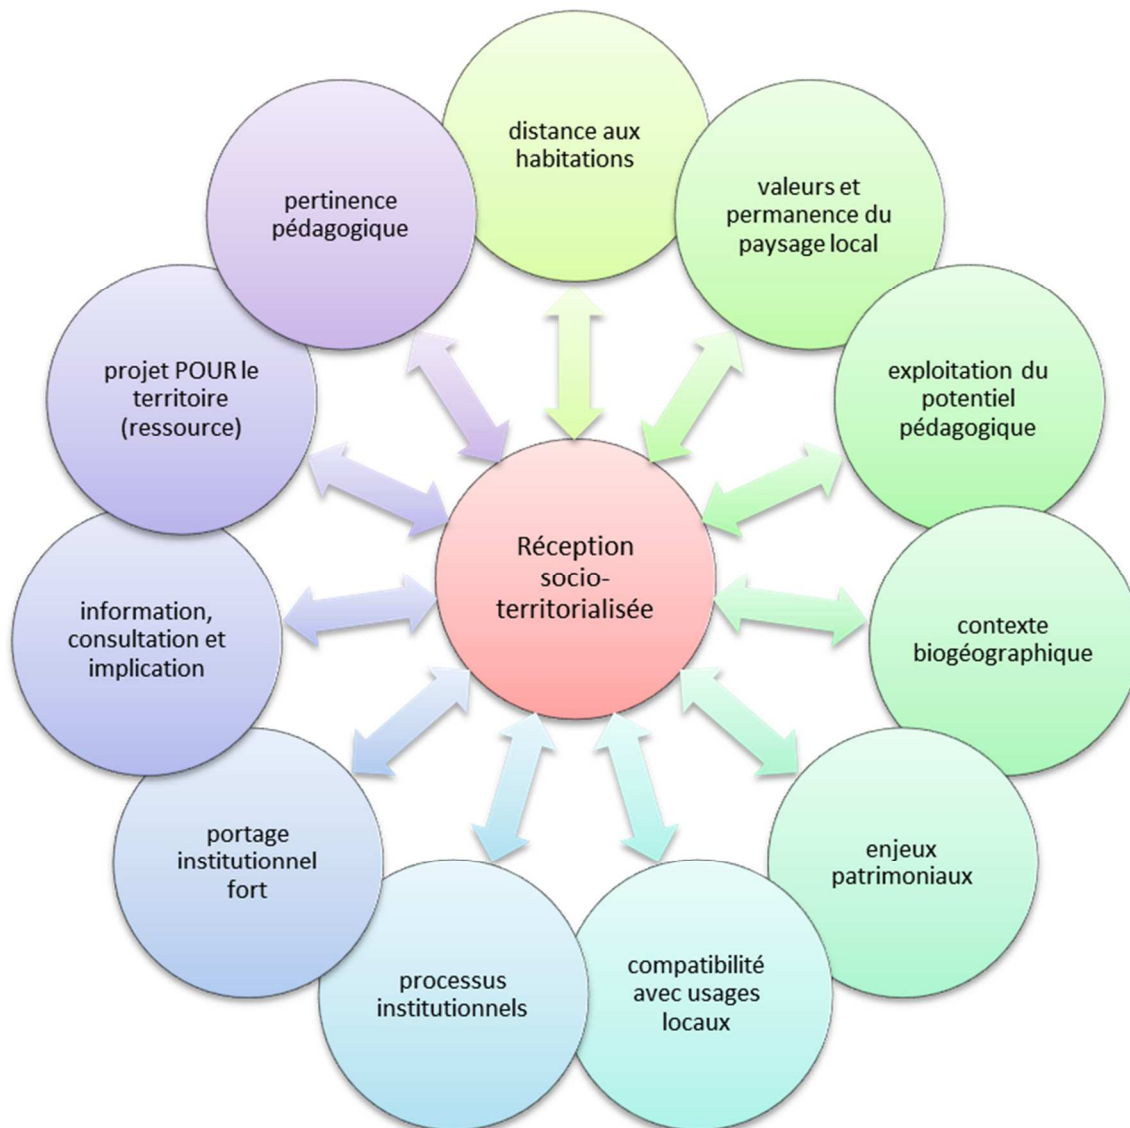 distance aux
habitations
valeurs et
permanence du
paysage local
exploitation du
potentiel
pédagogique
contexte
biogéographique
enjeux
patrimoniaux
compatibilité
avec usages
locaux
processus
institutionnels
portage
institutionnel
fort
information,
consultation et
implication
projet POUR le
territoire
(ressource)
pertinence
pédagogique
Réception
socio-
territorialisée